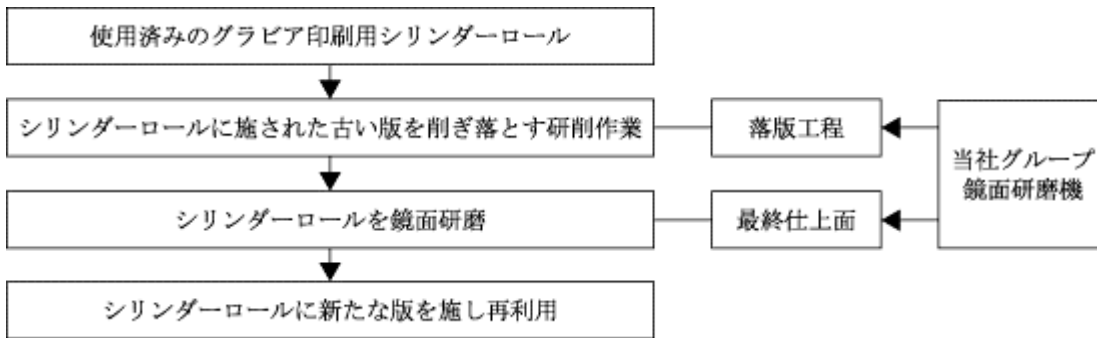 使用済みのグラビア印刷用シリンダーロール
シリンダーロールに施された古い版を削ぎ落とす研削作業
落版工程
当社グループ
鏡面研磨機
シリンダーロールを鏡面研磨
最終仕上面
シリンダーロールに新たな版を施し再利用